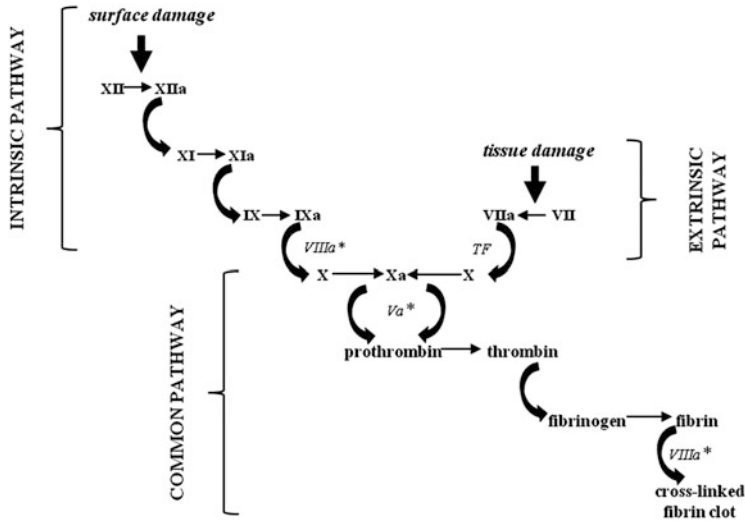 surface damage
INTRINSIC PATHWAY
XII XIIa
XI XIa
tissue damage
EXTRINSIC
PATHWAY
IX IXa
VIIa VII
VIIIa*
TF
X Xa X
Va*
COMMON PATHWAY
prothrombin thrombin
fibrinogen fibrin
VIIIa*
cross-linked
fibrin clot